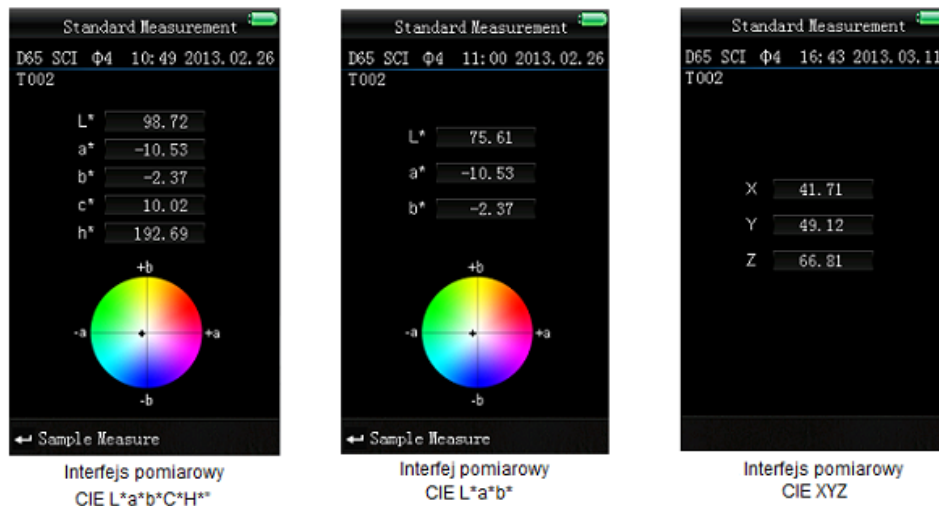 Standard Measurement
D65 SCI Φ4 10:49 2013.02.26
T002
L* 98.72
a* -10.53
b* -2.37
c* 10.02
h* 192.69
+b
-a
+a
-b
Sample Measure
Interfejs pomiarowy
CIE L*a*b*C*H*°
Standard Measurement
D65 SCI Φ4 11:00 2013.02.26
T002
L* 75.61
a* -10.53
b* -2.37
+b
-a
+a
-b
Sample Measure
Interfej pomiarowy
CIE L*a*b*
Standard Measurement
D65 SCI Φ4 16:43 2013.03.11
T002
X 41.71
Y 49.12
Z 66.81
Interfejs pomiarowy
CIE XYZ